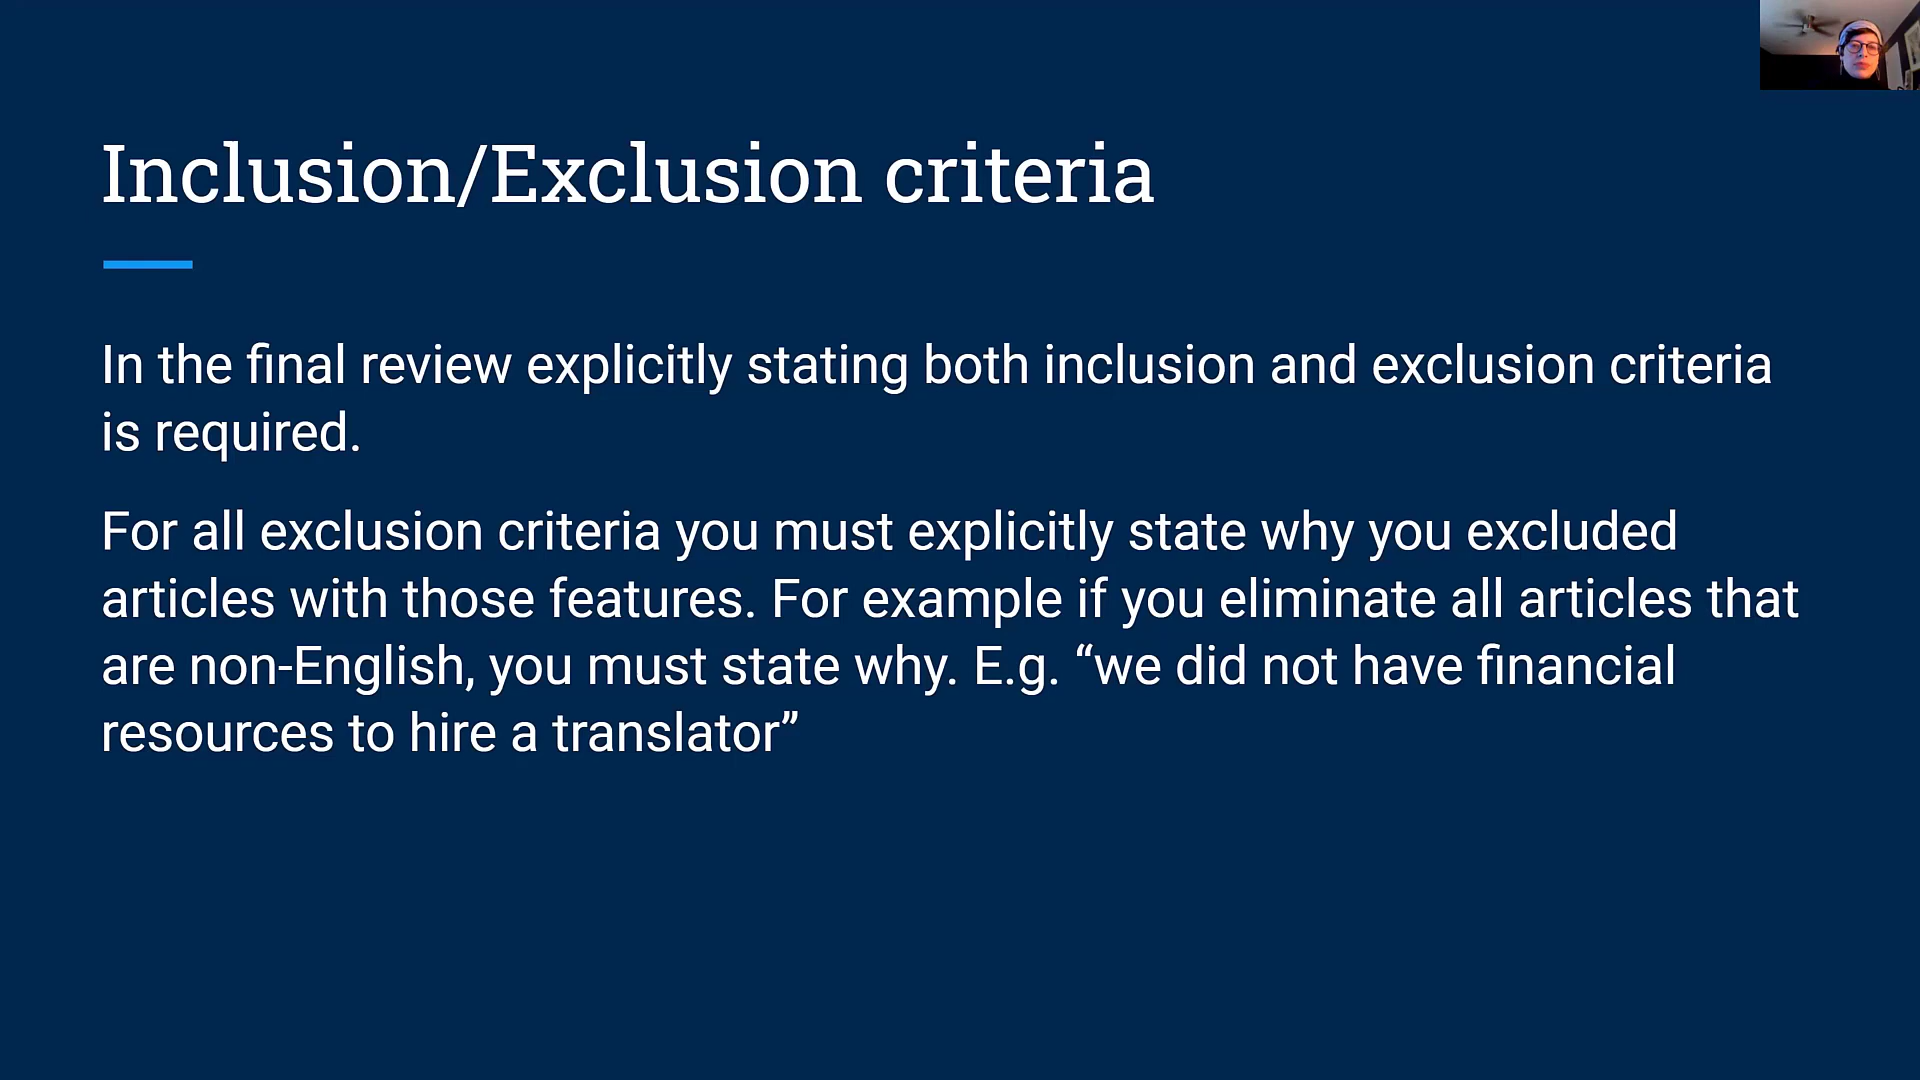 Inclusion/Exclusion criteria
In the final review explicitly stating both inclusion and exclusion criteria
is required.
For all exclusion criteria you must explicitly state why you excluded
articles with those features. For example if you eliminate all articles that
are non-English, you must state why. E.g. “we did not have financial
resources to hire a translator”